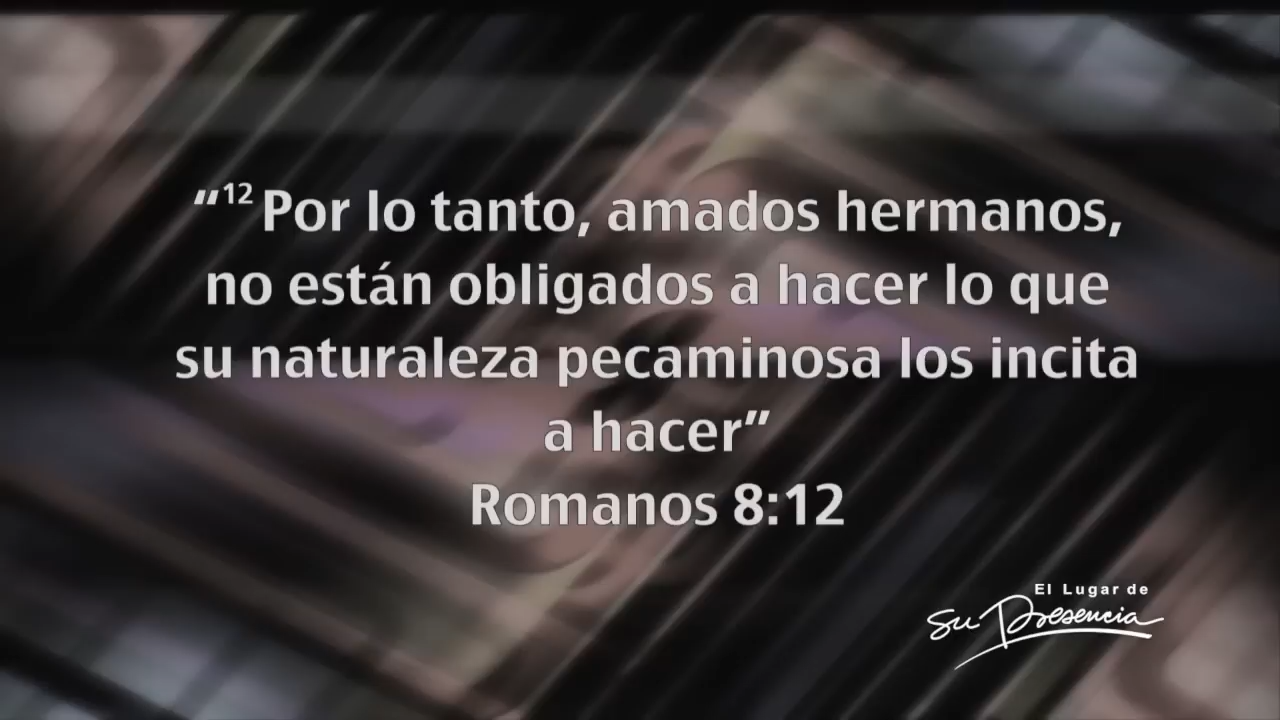 “12 Por lo tanto, amados hermanos,
no están obligados a hacer lo que
su naturaleza pecaminosa los incita
a hacer”
Romanos 8:12
El Lugar de
Su Presencia